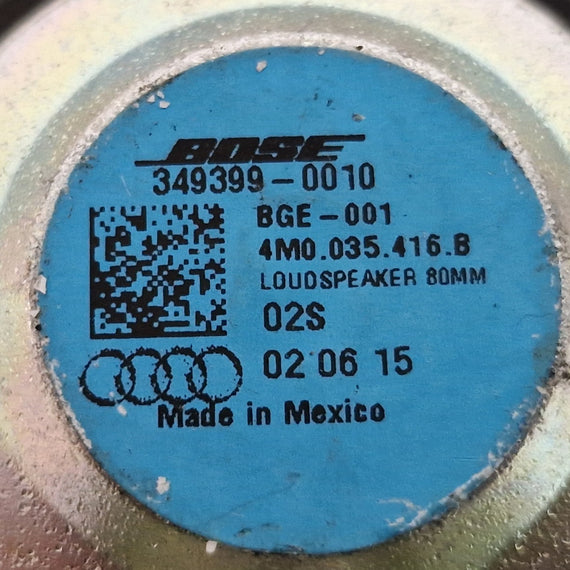 BOSE
349399-0010
BGE-001
4M0.035.416.B
LOUDSPEAKER 80MM
02S
02 06 15
Made in Mexico